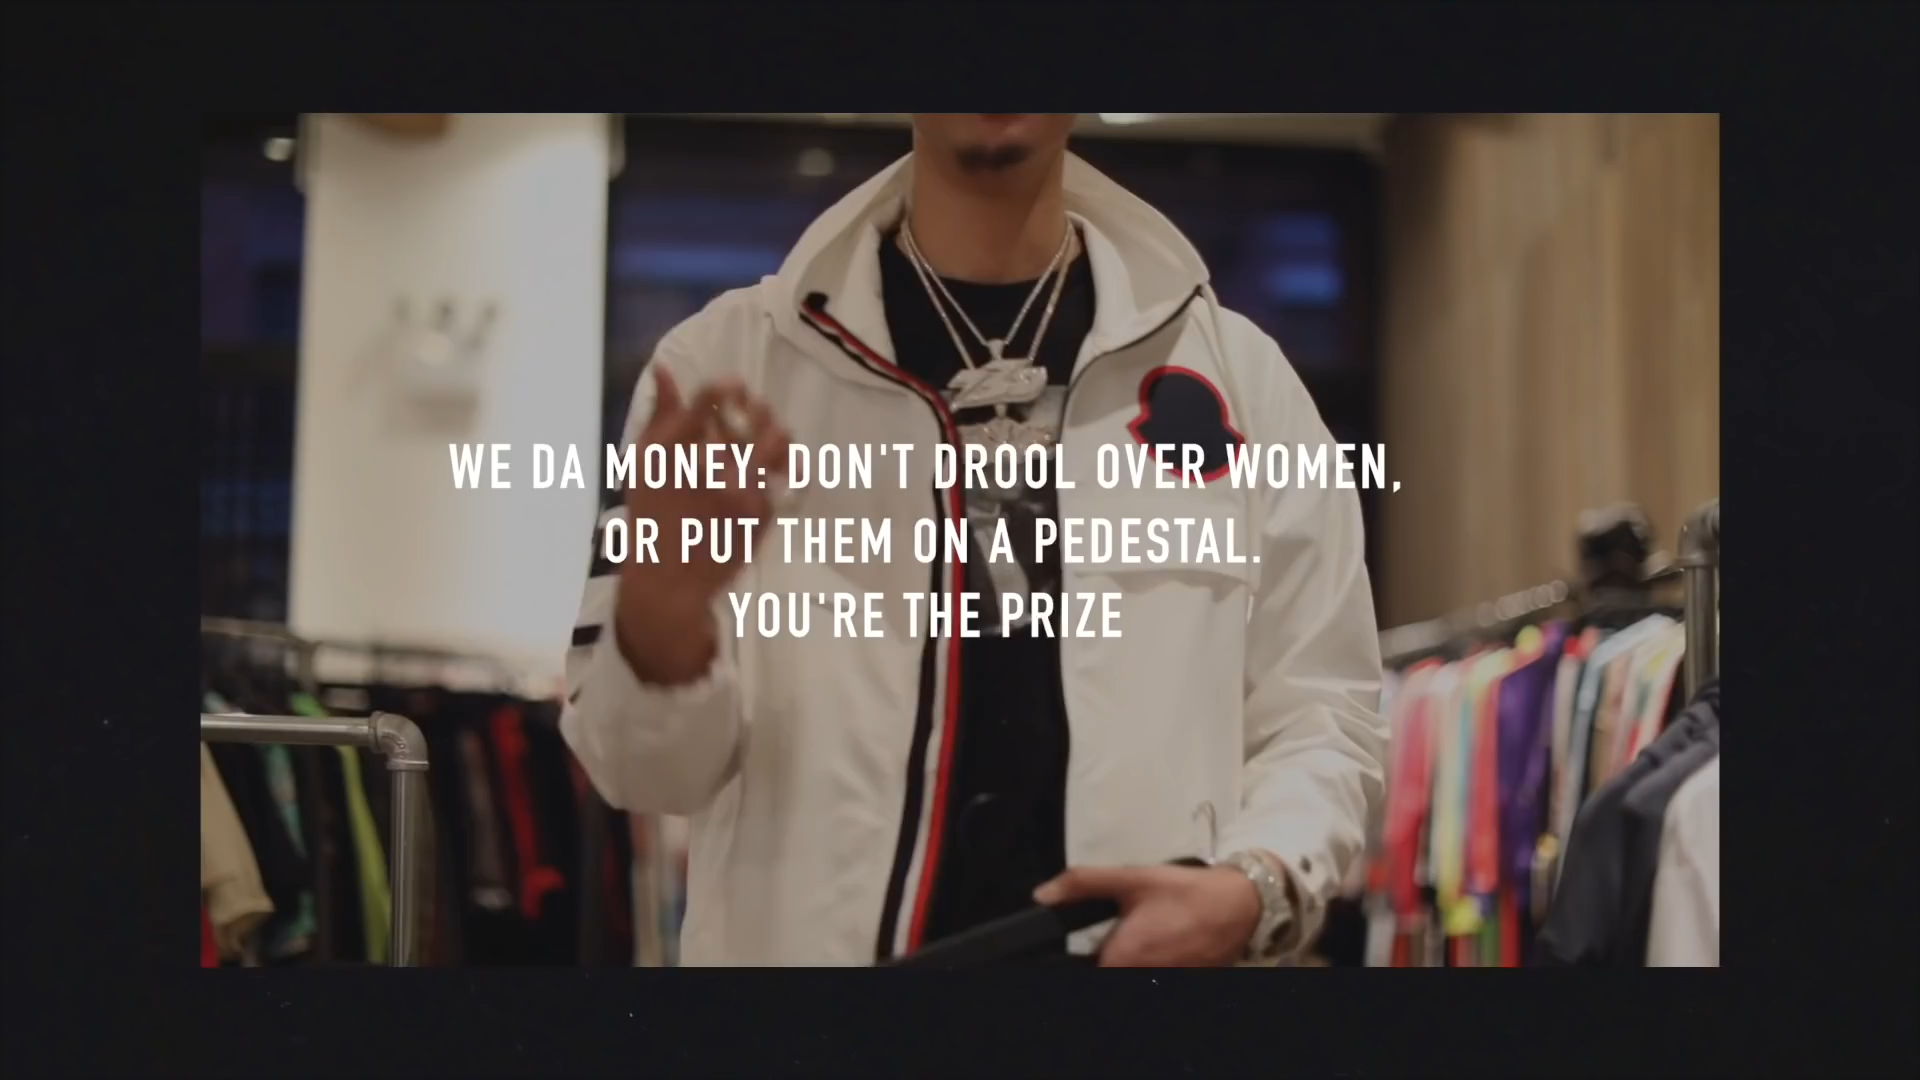 WE DA MONEY: DON'T DROOL OVER WOMEN,
OR PUT THEM ON A PEDESTAL.
YOU'RE THE PRIZE